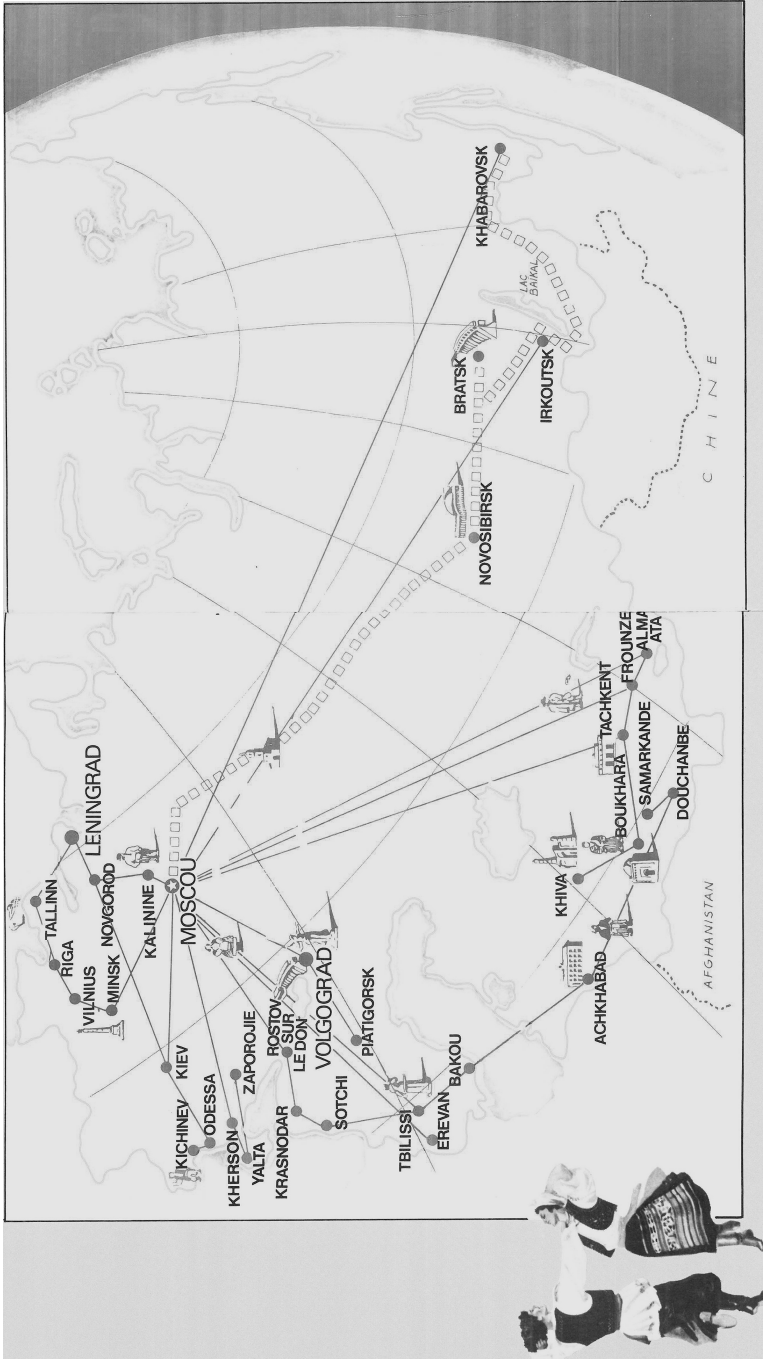 TALLINN
RIGA
VILNIUS
MINSK
LENINGRAD
NOVGOROD
KALININE
MOSCOU
KIEV
KICHINEV
ODESSA
KHERSON
YALTA
ZAPOROJIE
KRASNODAR
ROSTOV
SUR
LE DON
VOLGOGRAD
SOTCHI
PIATIGORSK
TBILISSI
EREVAN
BAKOU
ACHKHABAD
KHIVA
BOUKHARA
SAMARKANDE
DOUCHANBE
TACHKENT
FROUNZE
ALMA
ATA
NOVOSIBIRSK
BRATSK
IRKOUTSK
LAC
BAÏKAL
KHABAROVSK
CHINE
AFGHANISTAN